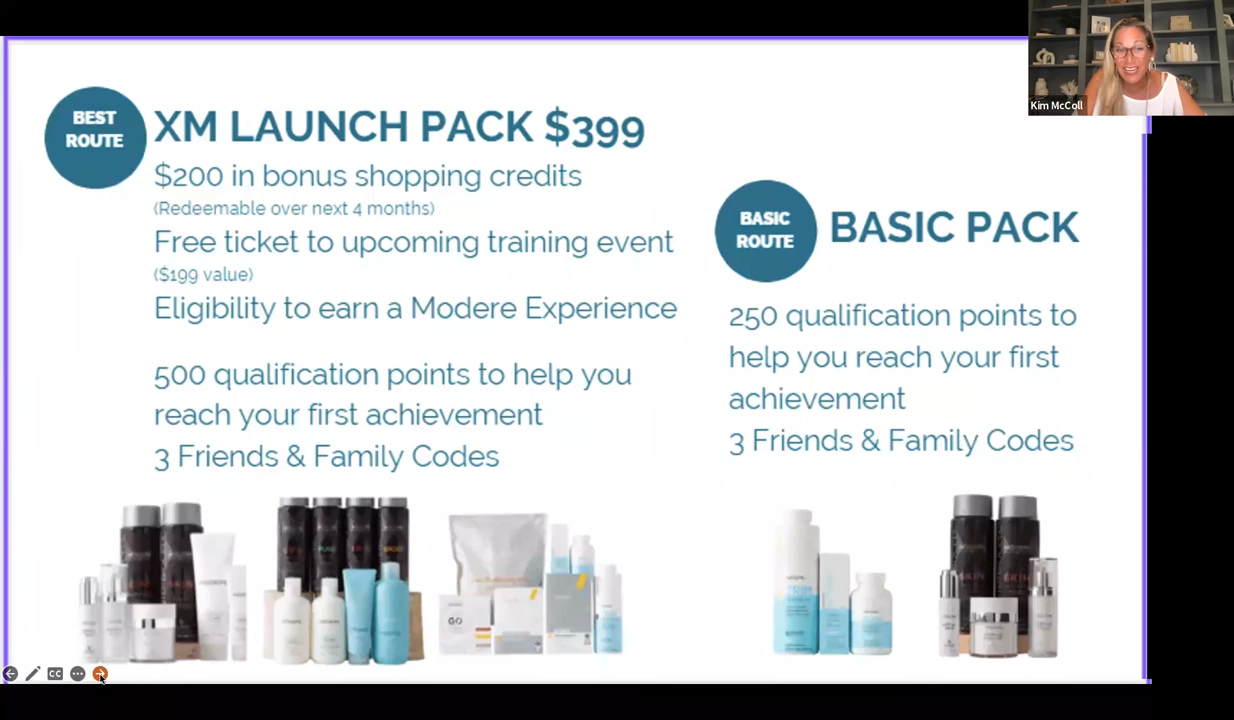 Kim McColl
BEST
ROUTE
XM LAUNCH PACK $399
$200 in bonus shopping credits
(Redeemable over next 4 months)
Free ticket to upcoming training event
($199 value)
Eligibility to earn a Modere Experience
500 qualification points to help you
reach your first achievement
3 Friends & Family Codes
BASIC
ROUTE
BASIC PACK
250 qualification points to
help you reach your first
achievement
3 Friends & Family Codes
GO
CC